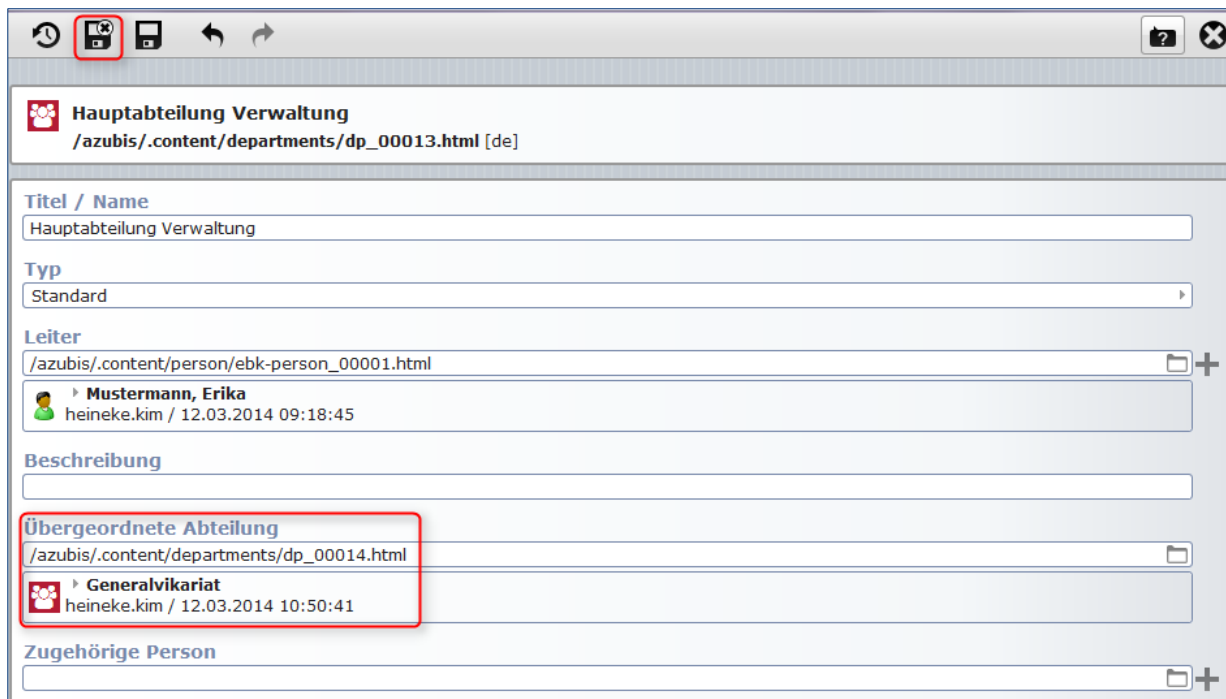 Hauptabteilung Verwaltung
/azubis/.content/departments/dp_00013.html [de]
Titel / Name
Hauptabteilung Verwaltung
Typ
Standard
Leiter
/azubis/.content/person/ebk-person_00001.html
Mustermann, Erika
heineke.kim / 12.03.2014 09:18:45
Beschreibung
Übergeordnete Abteilung
/azubis/.content/departments/dp_00014.html
Generalvikariat
heineke.kim / 12.03.2014 10:50:41
Zugehörige Person